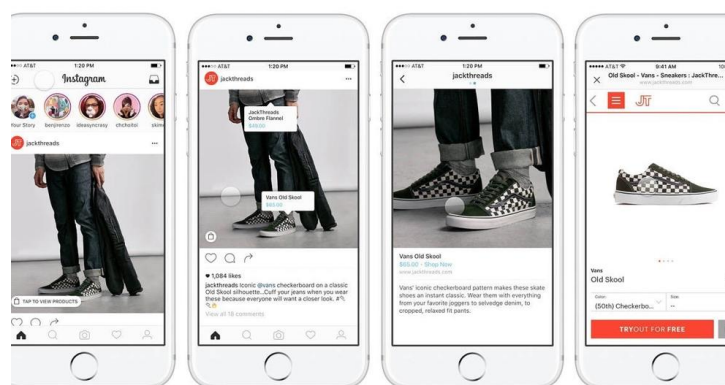 AT&T 1:20 PM
Instagram
Your Story benjirenzo ideasyncrasy chchoitoi
jackthreads
TAP TO VIEW PRODUCTS
AT&T 1:20 PM
jackthreads
JackThreads
Ombre Flannel
Vans Old Skool
$65.00
1,084 likes
jackthreads Iconic @vans checkerboard on a classic
Old Skool silhouette...Cuff your jeans when you wear
these because everyone will want a closer look. #
View all 18 comments
AT&T 1:20 PM
jackthreads
Vans Old Skool
$65.00 · Shop Now
www.jackthreads.com
Vans' iconic checkerboard pattern makes these skate
shoes an instant classic. Wear them with everything
from your favorite joggers to selvedge denim, to
cropped, relaxed fit pants.
AT&T 9:41 AM
Old Skool - Vans - Sneakers : JackThre...
www.jackthreads.com
JT
Vans
Old Skool
Color: Size:
(50th) Checkerbo... --
TRYOUT FOR FREE